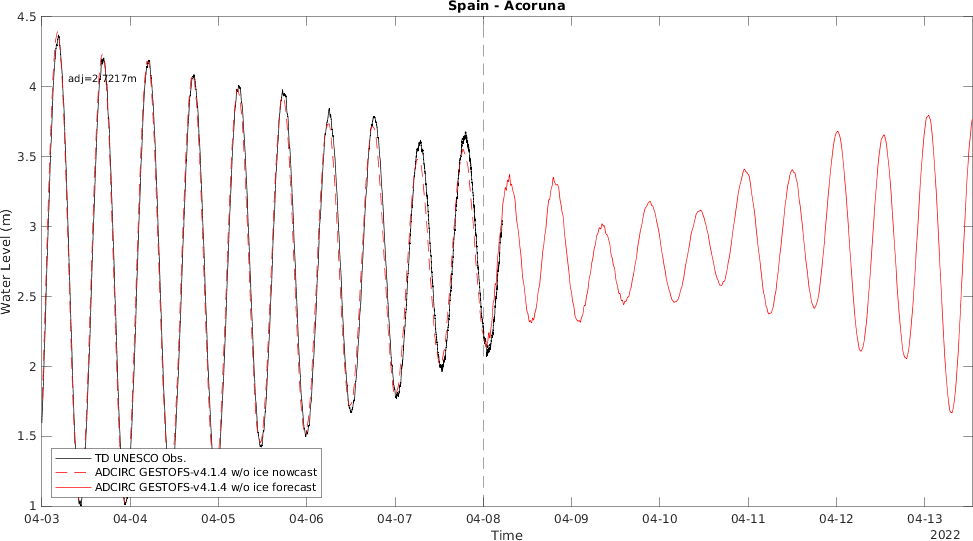 Spain - Acoruna
4.5
4
3.5
3
2.5
2
1.5
1
Water Level (m)
adj=2.7217m
TD UNESCO Obs.
ADCIRC GESTOFS-v4.1.4 w/o ice nowcast
ADCIRC GESTOFS-v4.1.4 w/o ice forecast
04-03 04-04 04-05 04-06 04-07 04-08 04-09 04-10 04-11 04-12 04-13
Time
2022